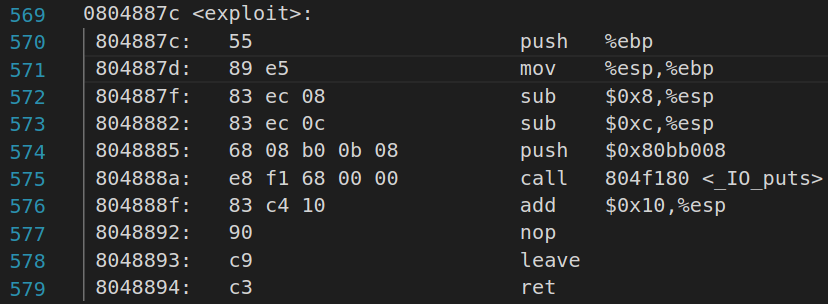 569 0804887c <exploit>:
570 804887c: 55 push %ebp
571 804887d: 89 e5 mov %esp,%ebp
572 804887f: 83 ec 08 sub $0x8,%esp
573 8048882: 83 ec 0c sub $0xc,%esp
574 8048885: 68 08 b0 0b 08 push $0x80bb008
575 804888a: e8 f1 68 00 00 call 804f180 <_IO_puts>
576 804888f: 83 c4 10 add $0x10,%esp
577 8048892: 90 nop
578 8048893: c9 leave
579 8048894: c3 ret